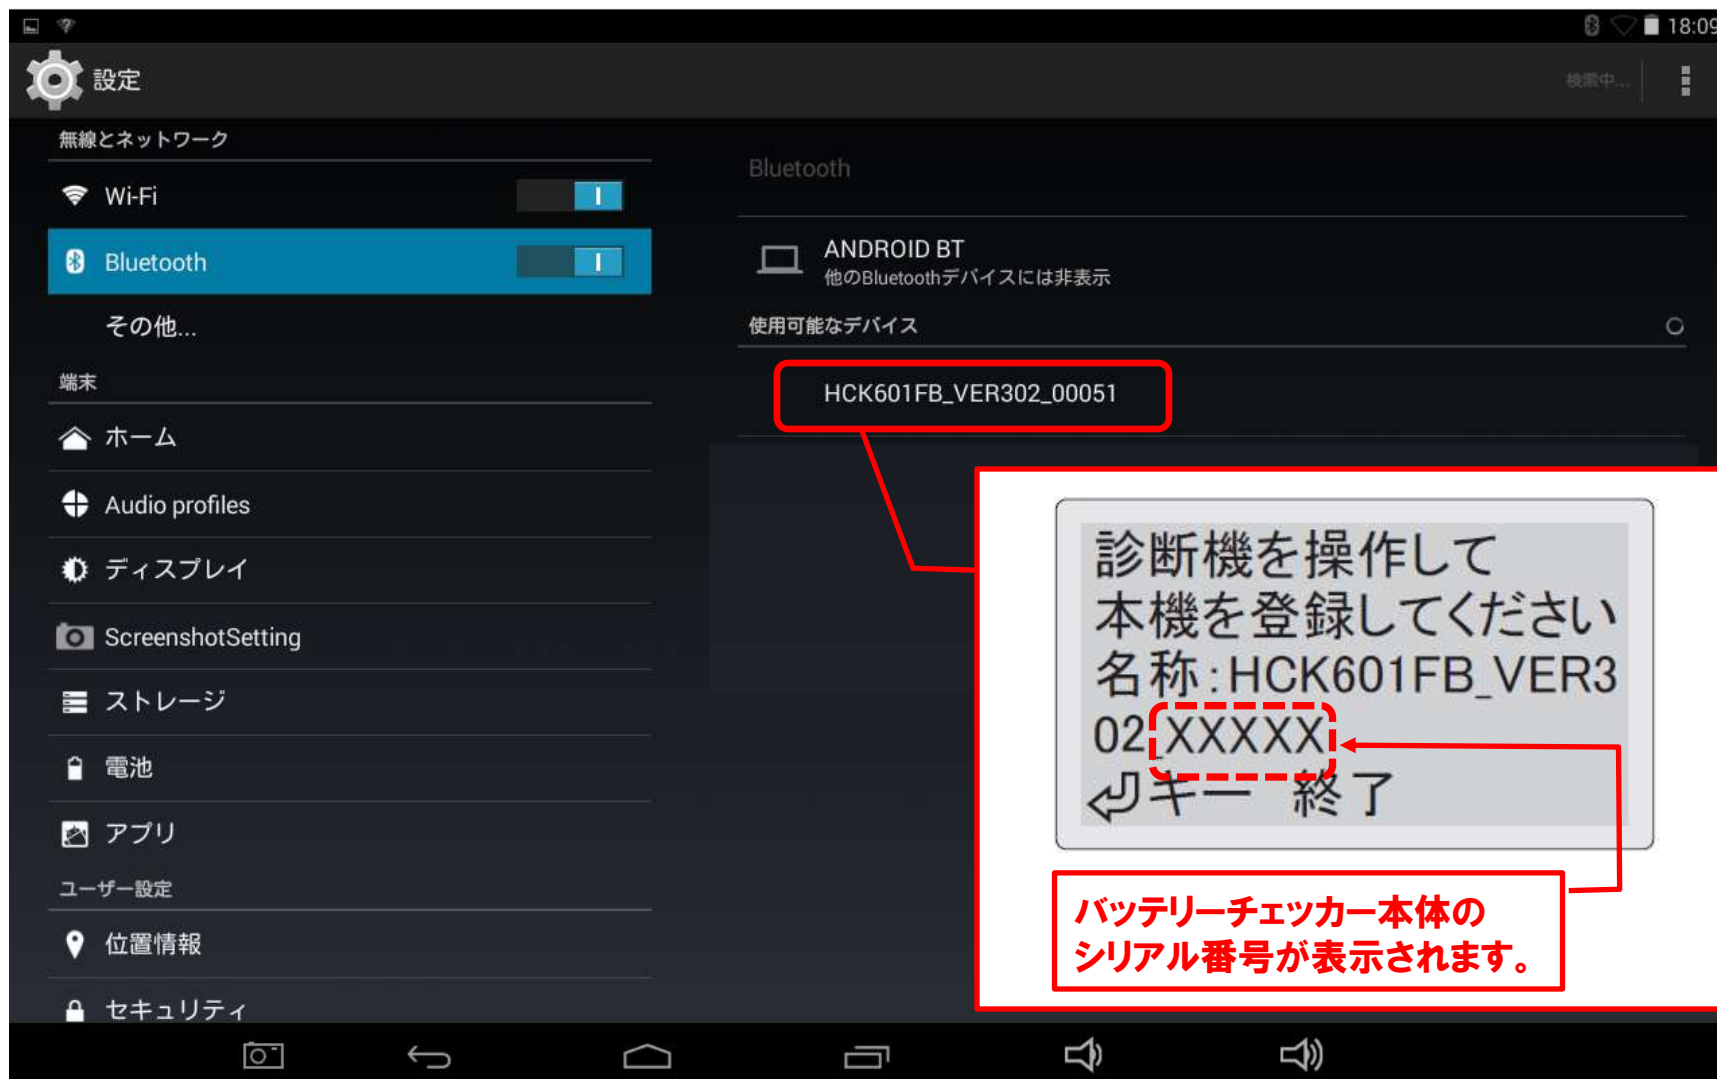 18:09
設定
検索中...
無線とネットワーク
Wi-Fi
Bluetooth
その他...
端末
ホーム
Audio profiles
ディスプレイ
ScreenshotSetting
ストレージ
電池
アプリ
ユーザー設定
位置情報
セキュリティ
Bluetooth
ANDROID BT
他のBluetoothデバイスには非表示
使用可能なデバイス
HCK601FB_VER302_00051
診断機を操作して
本機を登録してください
名称:HCK601FB_VER3
02_XXXXX
キー 終了
バッテリーチェッカー本体の
シリアル番号が表示されます。